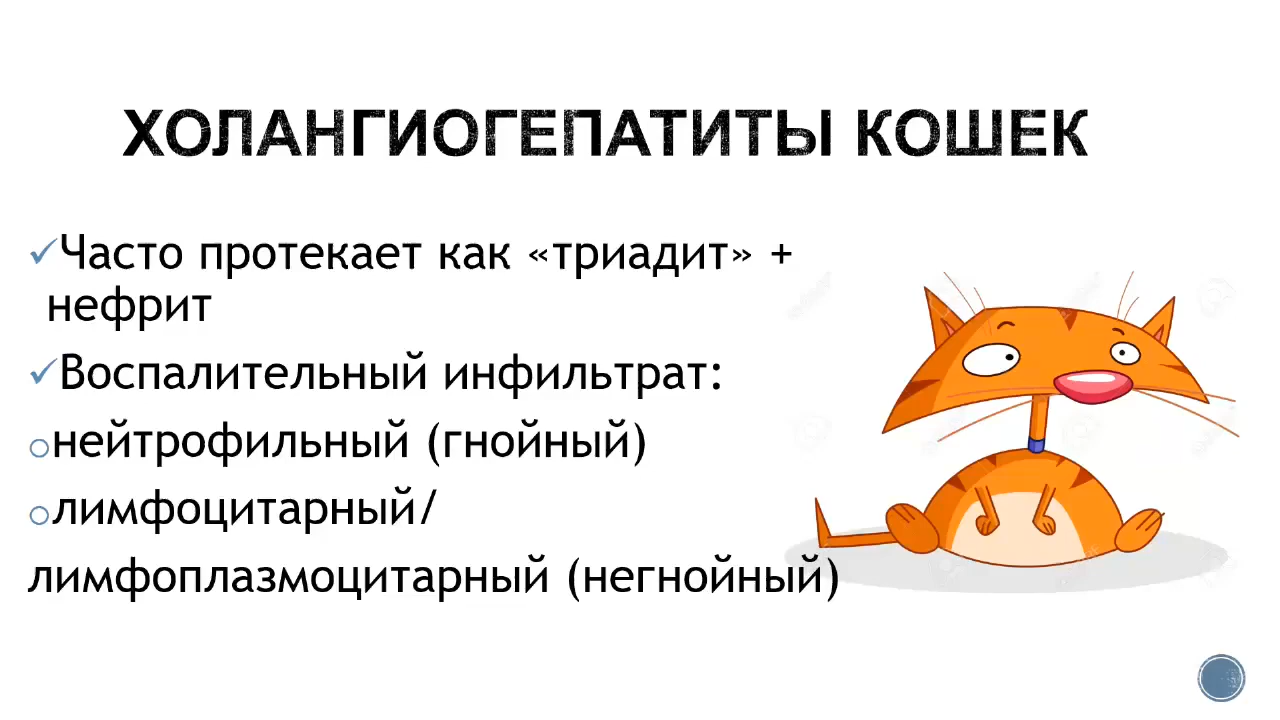 ХОЛАНГИОГЕПАТИТЫ КОШЕК
Часто протекает как «триадит» +
нефрит
Воспалительный инфильтрат:
нейтрофильный (гнойный)
лимфоцитарный/
лимфоплазмоцитарный (негнойный)